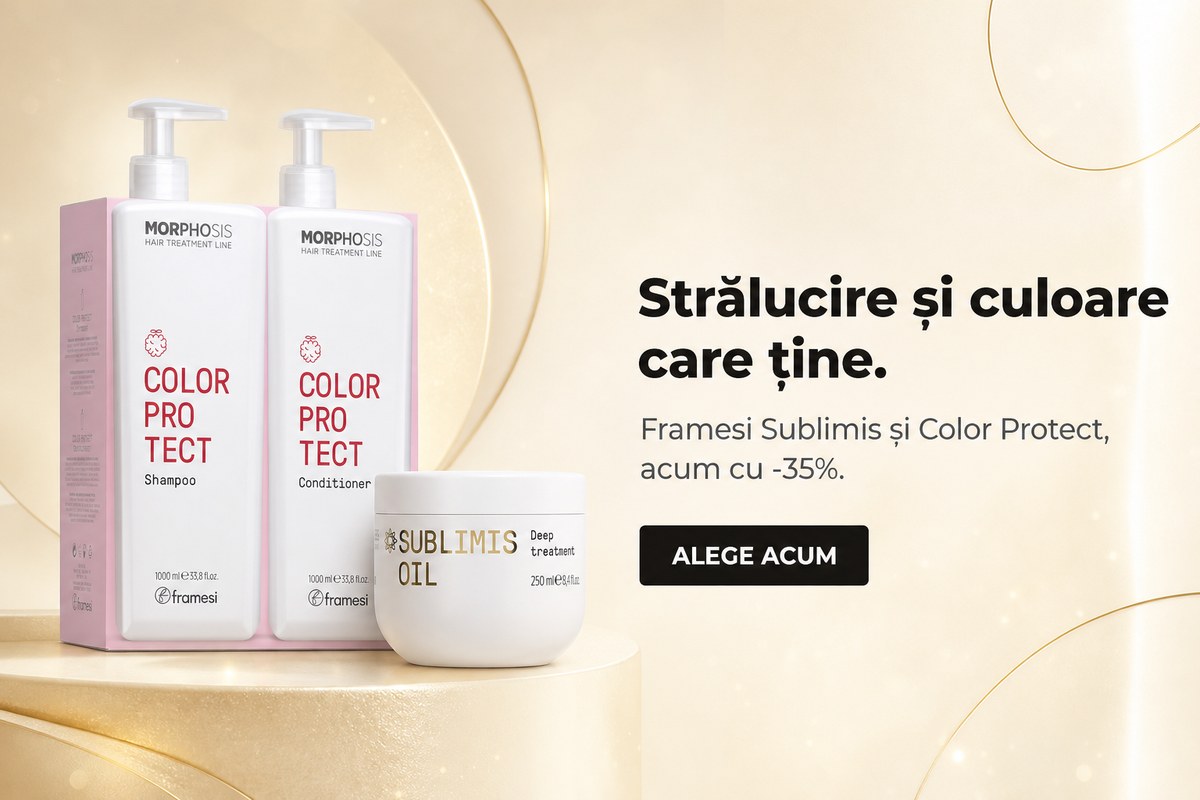 MORPHOSIS
HAIR TREATMENT LINE
COLOR
PRO
TECT
Shampoo
1000 ml e 33,8 fl.oz.
framesi
MORPHOSIS
HAIR TREATMENT LINE
COLOR
PRO
TECT
Conditioner
1000 ml e 33,8 fl.oz.
framesi
MORPHOSIS
framesi
SUBLIMIS
OIL
Deep
treatment
250 ml e 8,4 fl.oz.
Strălucire și culoare
care ține.
Framesi Sublimis și Color Protect,
acum cu -35%.
ALEGE ACUM